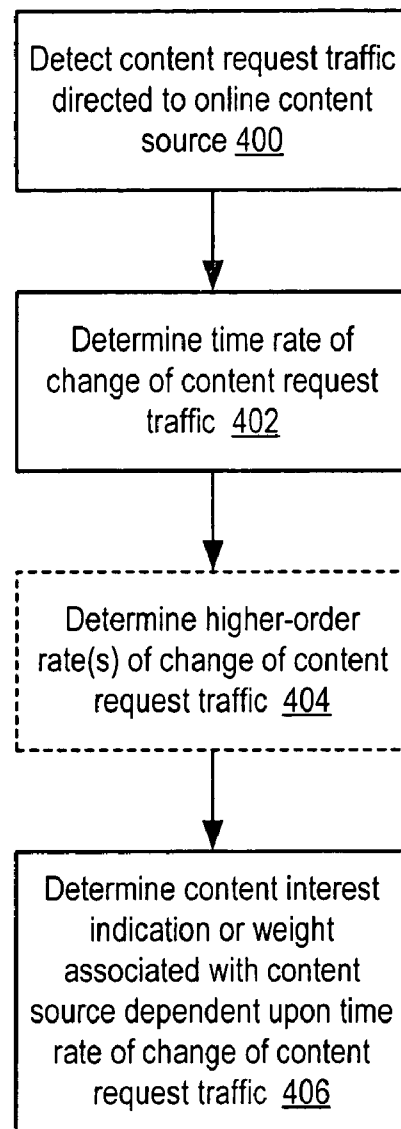 Detect content request traffic
directed to online content
source 400
Determine time rate of
change of content request
traffic 402
Determine higher-order
rate(s) of change of content
request traffic 404
Determine content interest
indication or weight
associated with content
source dependent upon time
rate of change of content
request traffic 406